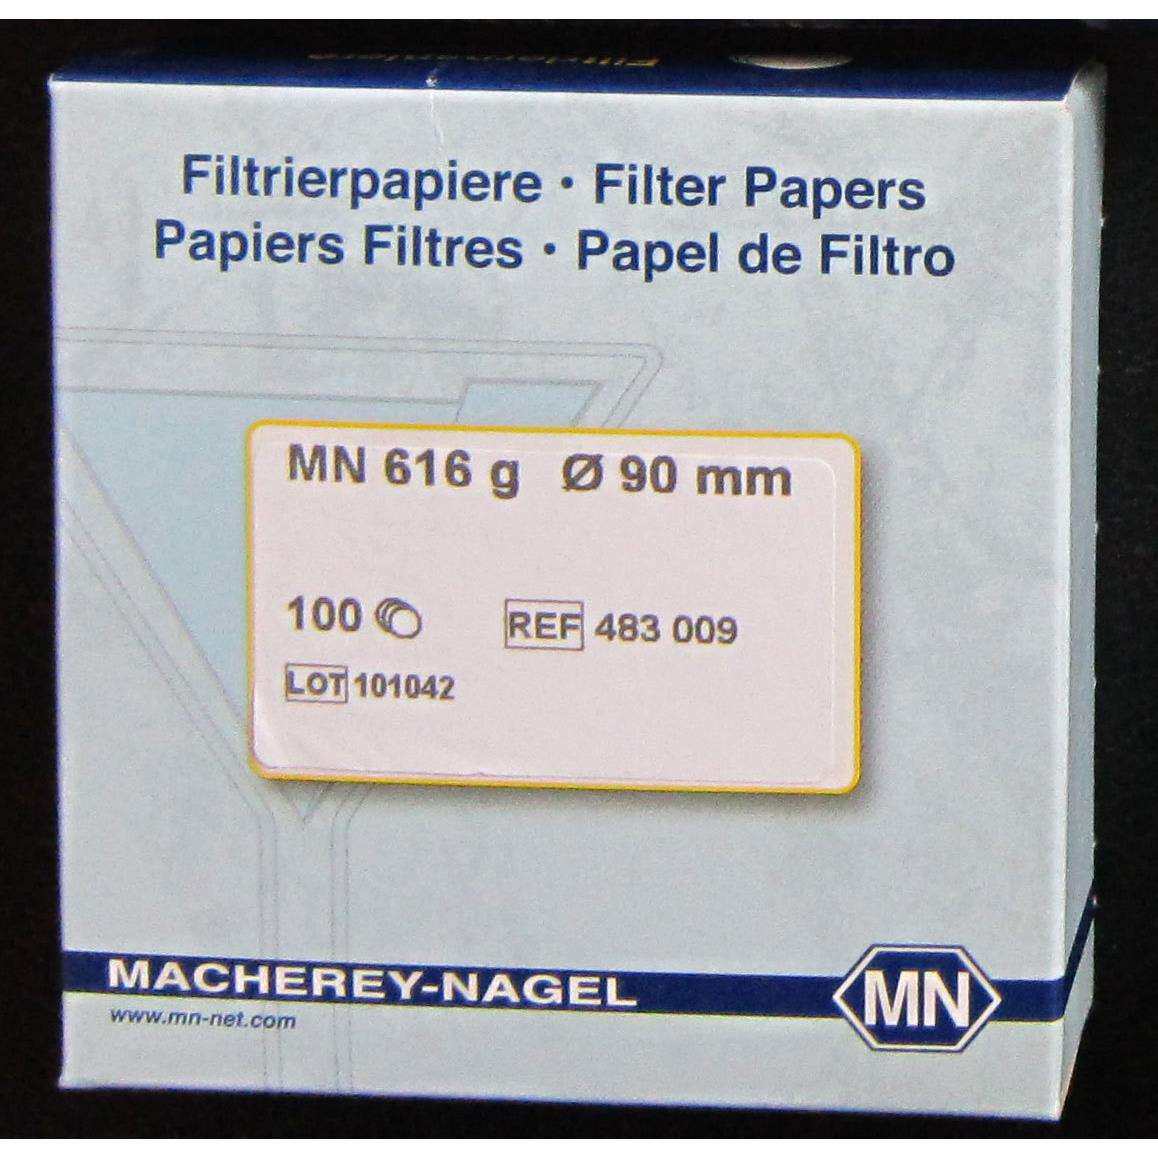 Filtrierpapiere
Filtrierpapiere · Filter Papers
Papiers Filtres · Papel de Filtro
MN 616 g Ø 90 mm
100
REF 483 009
LOT 101042
MACHEREY-NAGEL
MN
www.mn-net.com